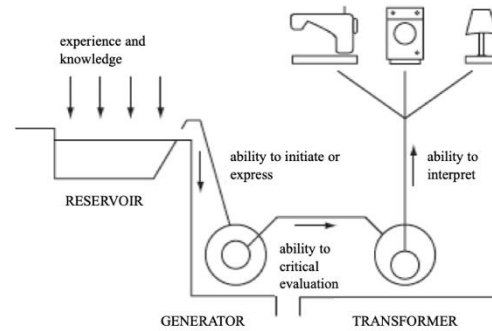 experience and
knowledge
ability to initiate or
express
ability to
interpret
RESERVOIR
ability to
critical
evaluation
GENERATOR
TRANSFORMER